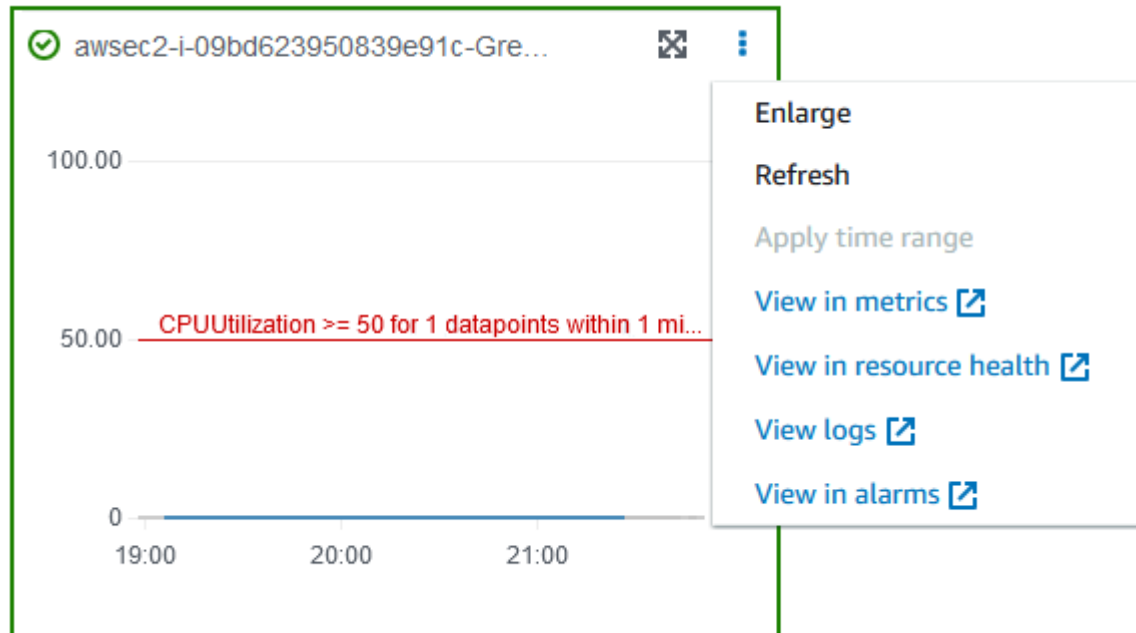 awsec2-i-09bd623950839e91c-Gre...
Enlarge
Refresh
Apply time range
View in metrics
View in resource health
View logs
View in alarms
100.00
CPUUtilization >= 50 for 1 datapoints within 1 mi...
50.00
0
19:00 20:00 21:00